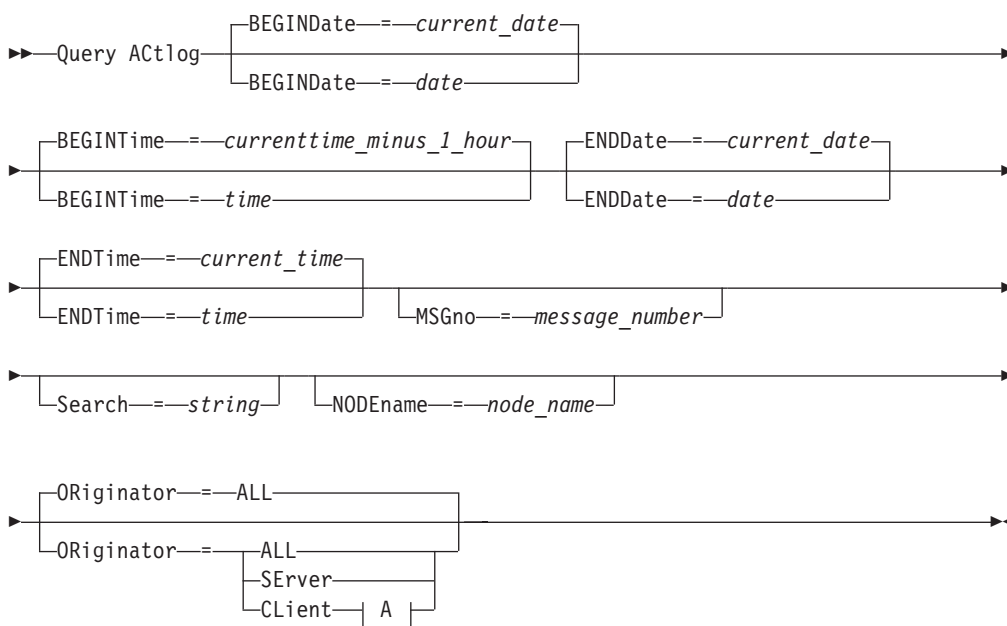 BEGINDate = current_date
Query ACtlog
BEGINDate = date
BEGINTime = currenttime_minus_1_hour ENDDate = current_date
BEGINTime = time ENDDate = date
ENDTime = current_time
ENDTime = time MSGno = message_number
Search = string NODEname = node_name
ORiginator = ALL
ORiginator = ALL
SErver
CLient A